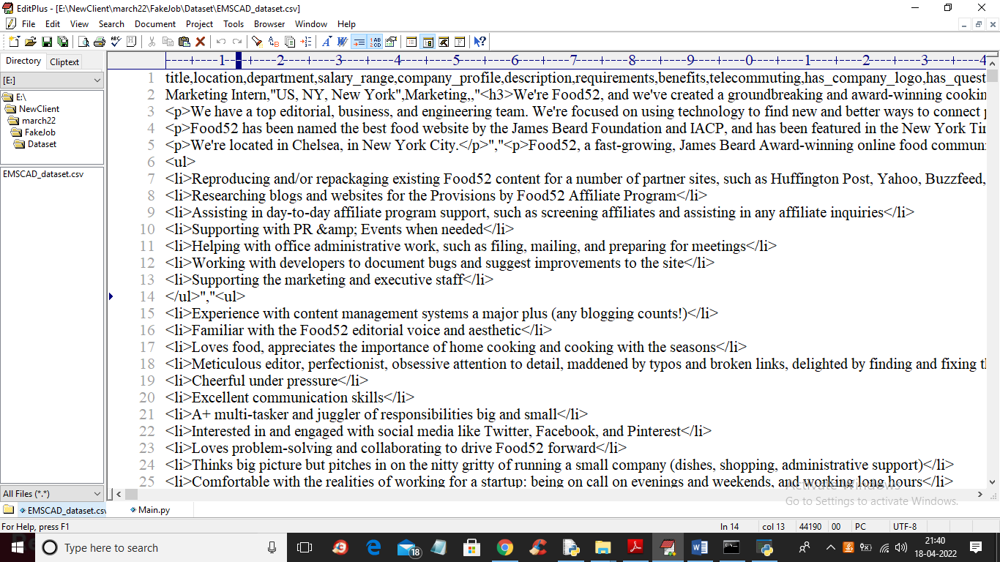 EditPlus - [E:\NewClient\march22\FakeJob\Dataset\EMSCAD_dataset.csv]
File Edit View Search Document Project Tools Browser Window Help
Directory Cliptext
[E:]
E:\
NewClient
march22
FakeJob
Dataset
EMSCAD_dataset.csv
----+----1----+----2----+----3----+----4----+----5----+----6----+----7----+----8----+----9----+----0----+----1----+----2----+----3----+----4
1 title,location,department,salary_range,company_profile,description,requirements,benefits,telecommuting,has_company_logo,has_quest
2 Marketing Intern,"US, NY, New York",Marketing,,"<h3>We're Food52, and we've created a groundbreaking and award-winning cookin
3 <p>We have a top editorial, business, and engineering team. We're focused on using technology to find new and better ways to connect
4 <p>Food52 has been named the best food website by the James Beard Foundation and IACP, and has been featured in the New York Ti
5 <p>We're located in Chelsea, in New York City.</p>","<p>Food52, a fast-growing, James Beard Award-winning online food commun
6 <ul>
7 <li>Reproducing and/or repackaging existing Food52 content for a number of partner sites, such as Huffington Post, Yahoo, Buzzfeed,
8 <li>Researching blogs and websites for the Provisions by Food52 Affiliate Program</li>
9 <li>Assisting in day-to-day affiliate program support, such as screening affiliates and assisting in any affiliate inquiries</li>
10 <li>Supporting with PR &amp; Events when needed</li>
11 <li>Helping with office administrative work, such as filing, mailing, and preparing for meetings</li>
12 <li>Working with developers to document bugs and suggest improvements to the site</li>
13 <li>Supporting the marketing and executive staff</li>
14 </ul>","<ul>
15 <li>Experience with content management systems a major plus (any blogging counts!)</li>
16 <li>Familiar with the Food52 editorial voice and aesthetic</li>
17 <li>Loves food, appreciates the importance of home cooking and cooking with the seasons</li>
18 <li>Meticulous editor, perfectionist, obsessive attention to detail, maddened by typos and broken links, delighted by finding and fixing
19 <li>Cheerful under pressure</li>
20 <li>Excellent communication skills</li>
21 <li>A+ multi-tasker and juggler of responsibilities big and small</li>
22 <li>Interested in and engaged with social media like Twitter, Facebook, and Pinterest</li>
23 <li>Loves problem-solving and collaborating to drive Food52 forward</li>
24 <li>Thinks big picture but pitches in on the nitty gritty of running a small company (dishes, shopping, administrative support)</li>
25 <li>Comfortable with the realities of working for a startup: being on call on evenings and weekends, and working long hours</li>
Activate Windows
Go to Settings to activate Windows.
All Files (*.*)
EMSCAD_dataset.csv Main.py
For Help, press F1 ln 14 col 13 44190 00 PC UTF-8
Type here to search 18 21:40
18-04-2022